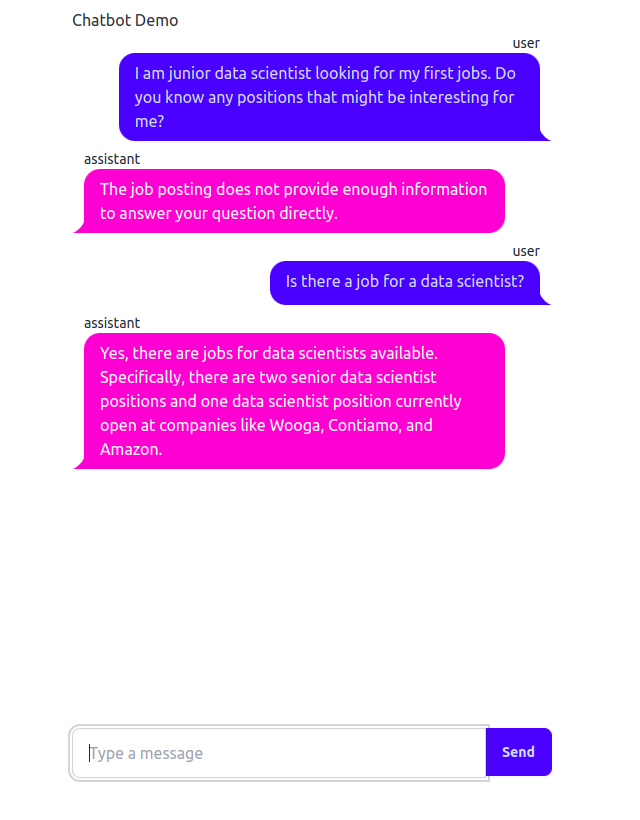 Chatbot Demo
user
I am junior data scientist looking for my first jobs. Do
you know any positions that might be interesting for
me?
assistant
The job posting does not provide enough information
to answer your question directly.
user
Is there a job for a data scientist?
assistant
Yes, there are jobs for data scientists available.
Specifically, there are two senior data scientist
positions and one data scientist position currently
open at companies like Wooga, Contiamo, and
Amazon.
Type a message
Send